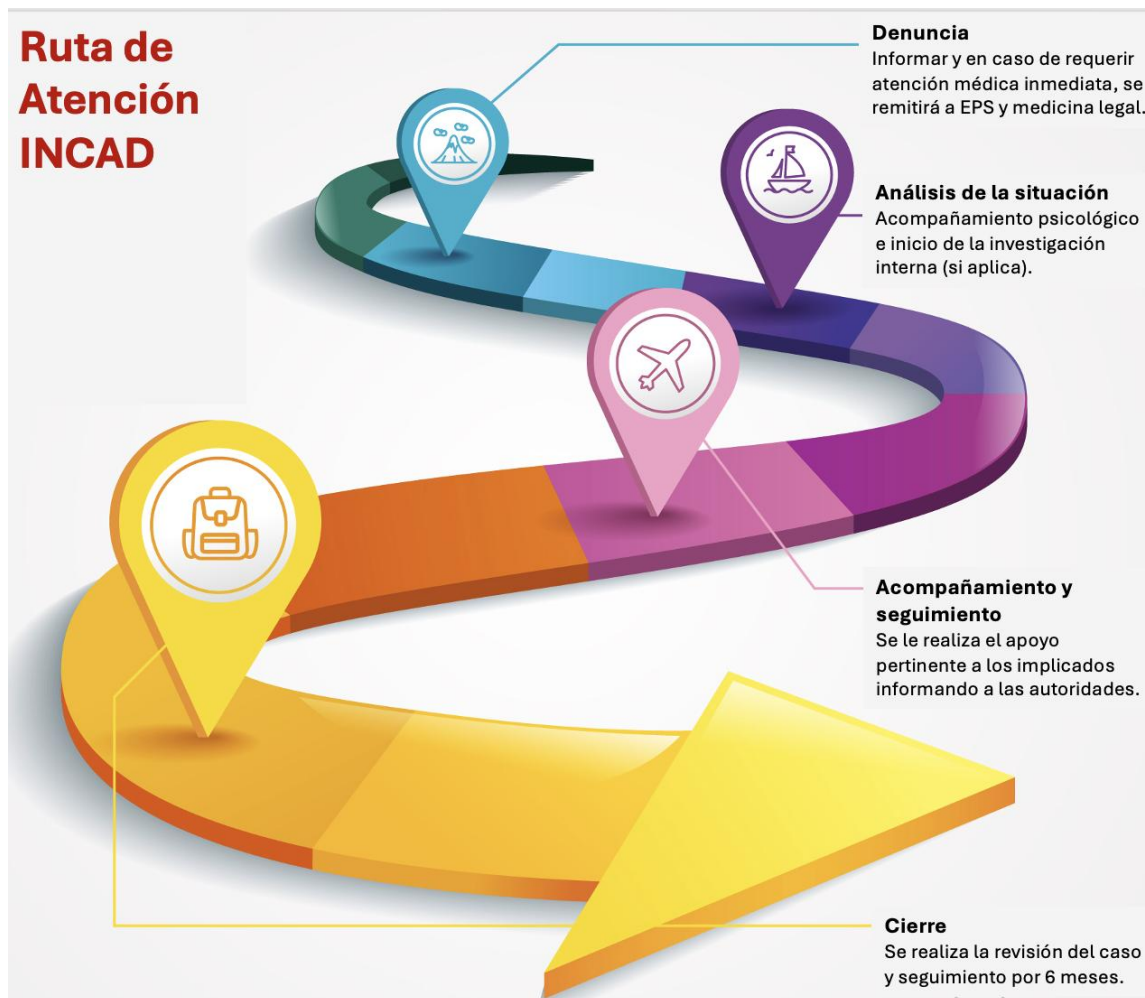 Ruta de
Atención
INCAD
Denuncia
Informar y en caso de requerir
atención médica inmediata, se
remitirá a EPS y medicina legal.
Análisis de la situación
Acompañamiento psicológico
e inicio de la investigación
interna (si aplica).
Acompañamiento y
seguimiento
Se le realiza el apoyo
pertinente a los implicados
informando a las autoridades.
Cierre
Se realiza la revisión del caso
y seguimiento por 6 meses.